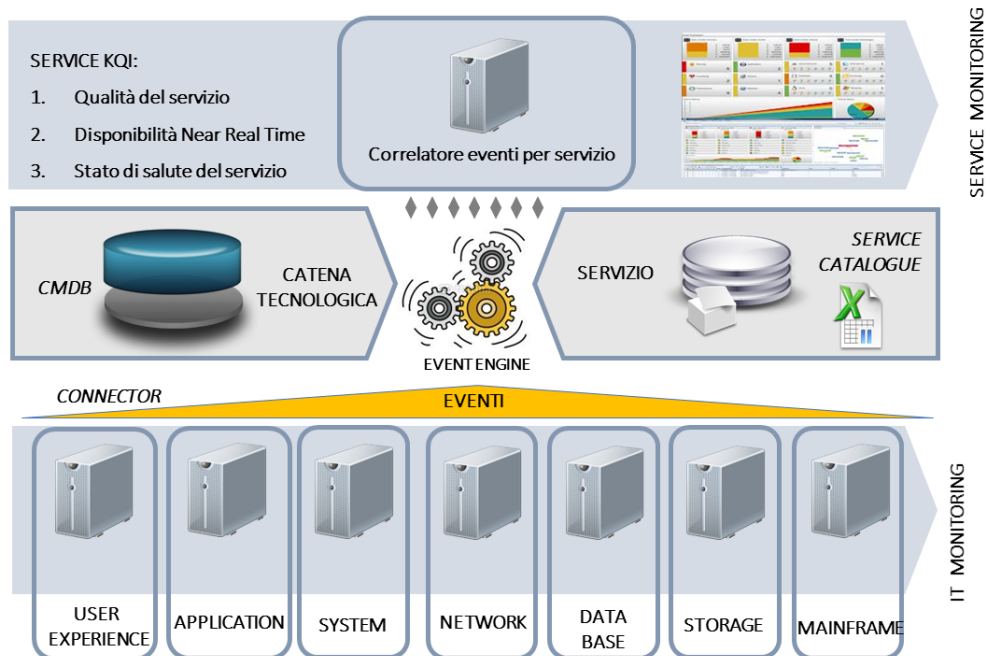 SERVICE KQI:
1. Qualità del servizio
2. Disponibilità Near Real Time
3. Stato di salute del servizio
Correlatore eventi per servizio
SERVICE MONITORING
CMDB
CATENA
TECNOLOGICA
EVENT ENGINE
SERVIZIO
SERVICE
CATALOGUE
CONNECTOR
EVENTI
USER
EXPERIENCE
APPLICATION
SYSTEM
NETWORK
DATA
BASE
STORAGE
MAINFRAME
IT MONITORING